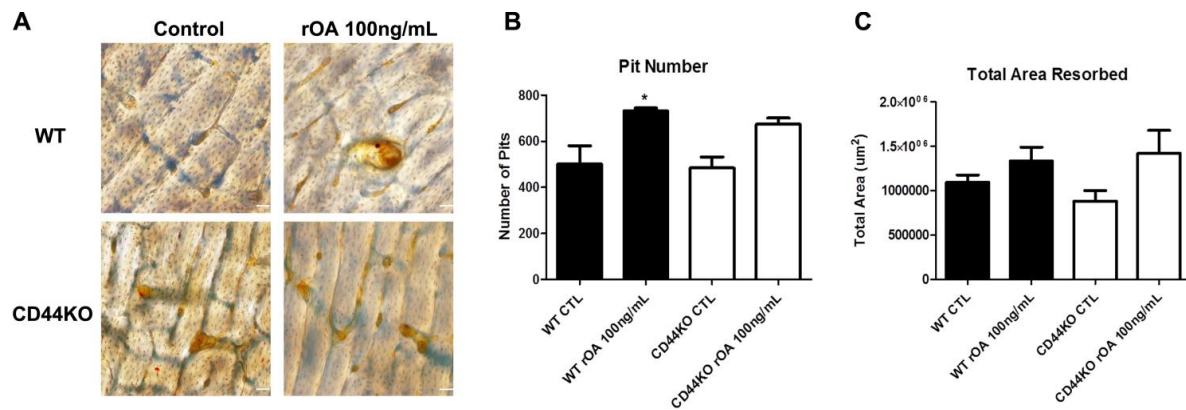 A
Control
rOA 100ng/mL
WT
CD44KO
B
Pit Number
*
Number of Pits
800
600
400
200
0
WT CTL
WT rOA 100ng/mL
CD44KO CTL
CD44KO rOA 100ng/mL
C
Total Area Resorbed
Total Area (um²)
2.0×10⁰⁶
1.5×10⁰⁶
1000000
500000
0
WT CTL
WT rOA 100ng/mL
CD44KO CTL
CD44KO rOA 100ng/mL